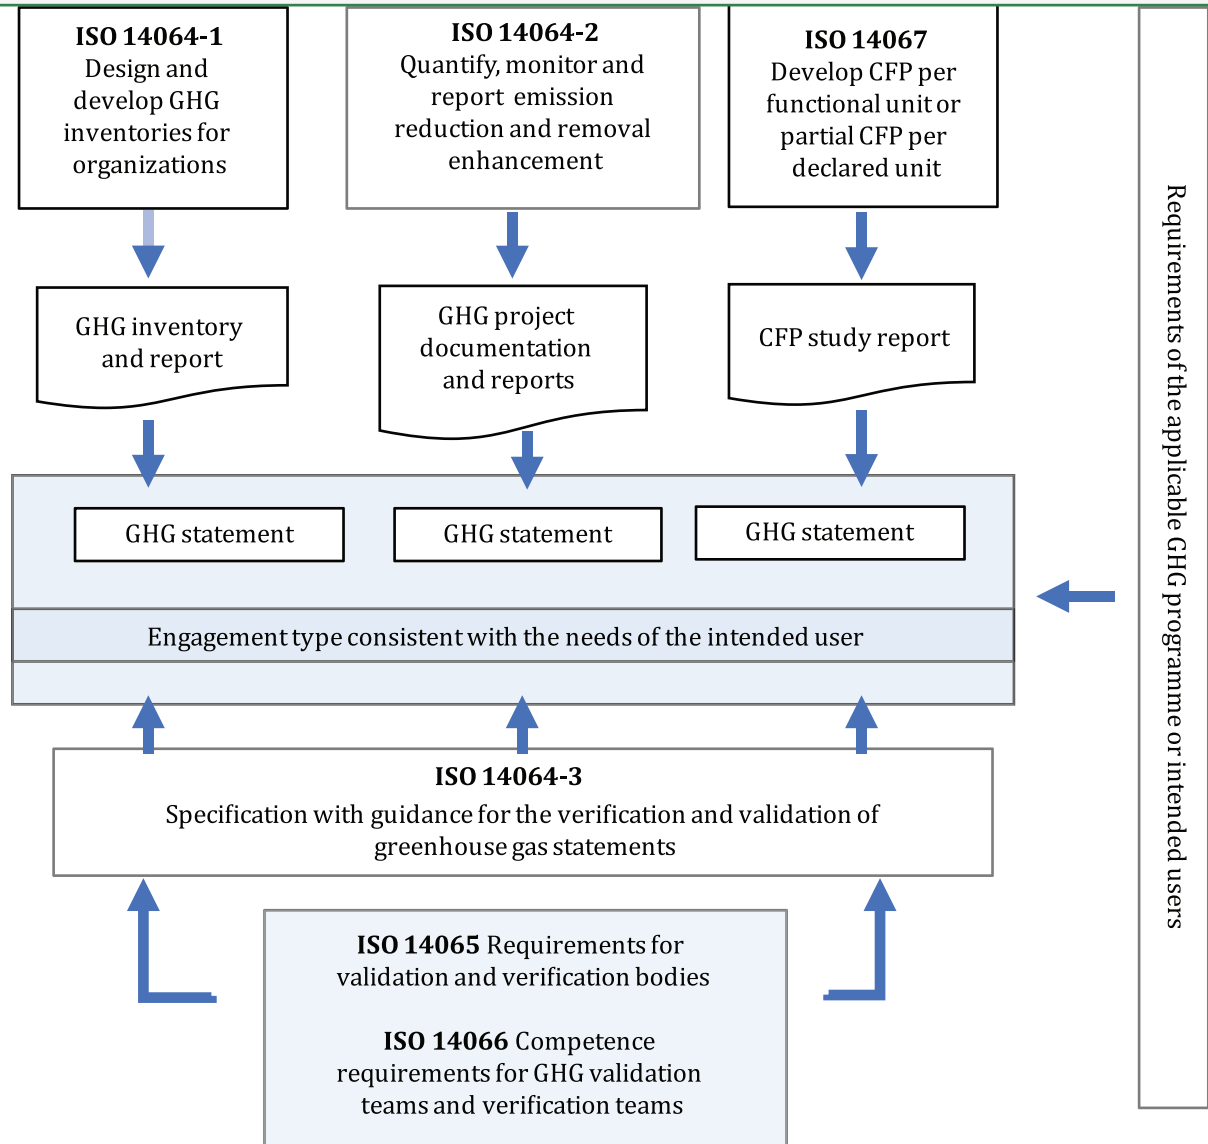 ISO 14064-1
Design and
develop GHG
inventories for
organizations
ISO 14064-2
Quantify, monitor and
report emission
reduction and removal
enhancement
ISO 14067
Develop CFP per
functional unit or
partial CFP per
declared unit
GHG inventory
and report
GHG project
documentation
and reports
CFP study report
GHG statement
GHG statement
GHG statement
Engagement type consistent with the needs of the intended user
ISO 14064-3
Specification with guidance for the verification and validation of
greenhouse gas statements
ISO 14065 Requirements for
validation and verification bodies
ISO 14066 Competence
requirements for GHG validation
teams and verification teams
Requirements of the applicable GHG programme or intended users